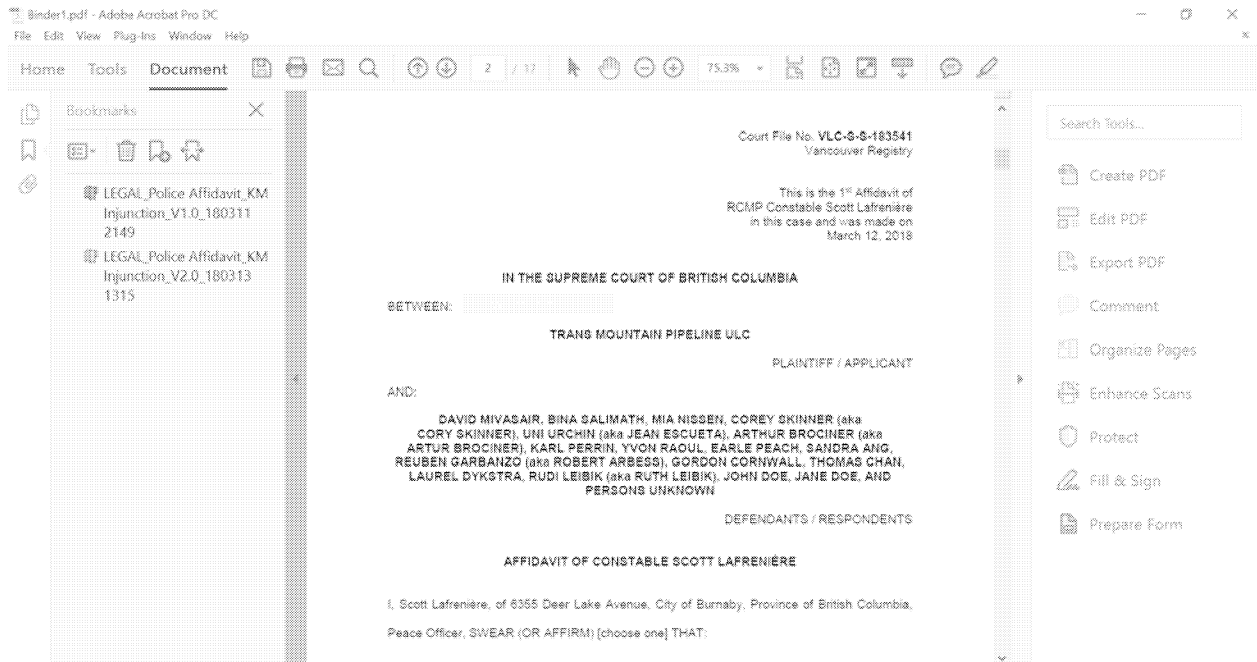 Binder1.pdf - Adobe Acrobat Pro DC
File Edit View Plug-Ins Window Help
Home Tools Document
2 / 17
75.3%
Bookmarks
LEGAL_Police Affidavit_KM
Injunction_V1.0_180311
2149
LEGAL_Police Affidavit_KM
Injunction_V2.0_180313
1315
Court File No. VLC-S-S-183541
Vancouver Registry
This is the 1st Affidavit of
RCMP Constable Scott Lafrenière
in this case and was made on
March 12, 2018
IN THE SUPREME COURT OF BRITISH COLUMBIA
BETWEEN:
TRANS MOUNTAIN PIPELINE ULC
PLAINTIFF / APPLICANT
AND:
DAVID MIVASAIR, BINA SALIMATH, MIA NISSEN, COREY SKINNER (aka
CORY SKINNER), UNI URCHIN (aka JEAN ESCUETA), ARTHUR BROCINER (aka
ARTUR BROCINER), KARL PERRIN, YVON RAOUL, EARLE PEACH, SANDRA ANG,
REUBEN GARBANZO (aka ROBERT ARBESS), GORDON CORNWALL, THOMAS CHAN,
LAUREL DYKSTRA, RUDI LEIBIK (aka RUTH LEIBIK), JOHN DOE, JANE DOE, AND
PERSONS UNKNOWN
DEFENDANTS / RESPONDENTS
AFFIDAVIT OF CONSTABLE SCOTT LAFRENIÈRE
I, Scott Lafrenière, of 6355 Deer Lake Avenue, City of Burnaby, Province of British Columbia,
Peace Officer, SWEAR (OR AFFIRM) [choose one] THAT:
Search Tools...
Create PDF
Edit PDF
Export PDF
Comment
Organize Pages
Enhance Scans
Protect
Fill & Sign
Prepare Form